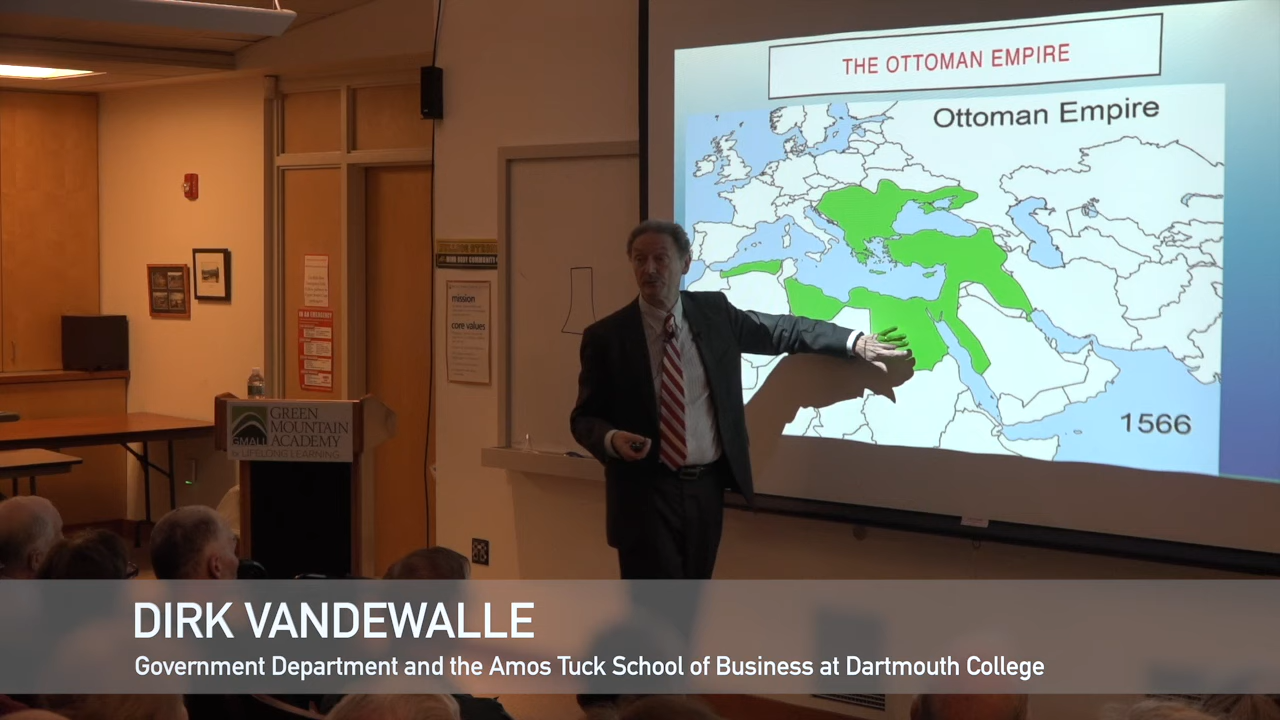 THE OTTOMAN EMPIRE
Ottoman Empire
1566
mission
core values
GREEN
MOUNTAIN
ACADEMY
GMALL
LIFELONG LEARNING
DIRK VANDEWALLE
Government Department and the Amos Tuck School of Business at Dartmouth College